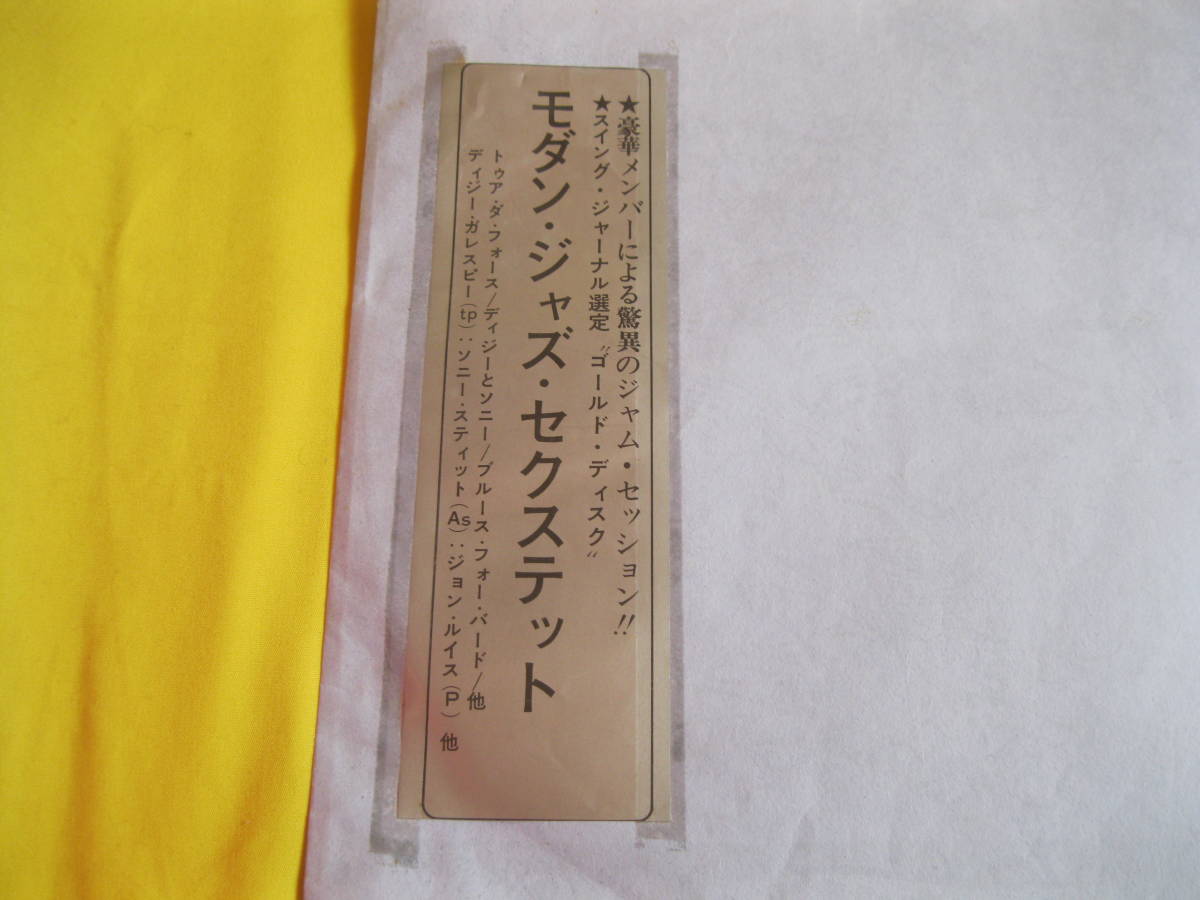 ★豪華メンバーによる驚異のジャム・セッション!!
★スイング・ジャーナル選定〝ゴールド・ディスク〟
モダン・ジャズ・セクステット
トゥア・ダ・フォース/ディジーとソニー/ブルース・フォー・バード/他
ディジー・ガレスピー(tp):ソニー・スティット(As):ジョン・ルイス(P)他